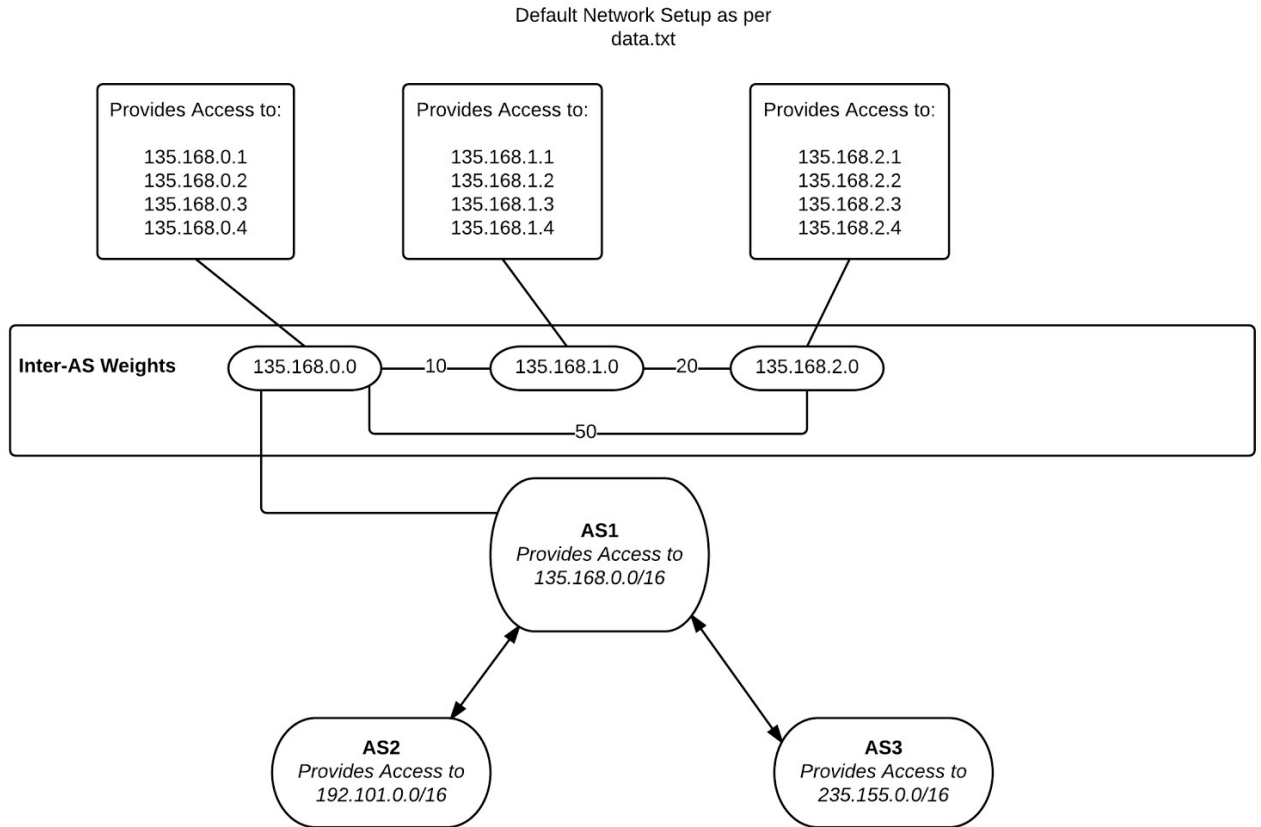 Default Network Setup as per
data.txt
Provides Access to:
135.168.0.1
135.168.0.2
135.168.0.3
135.168.0.4
Provides Access to:
135.168.1.1
135.168.1.2
135.168.1.3
135.168.1.4
Provides Access to:
135.168.2.1
135.168.2.2
135.168.2.3
135.168.2.4
Inter-AS Weights
135.168.0.0
10
135.168.1.0
20
135.168.2.0
50
AS1
Provides Access to
135.168.0.0/16
AS2
Provides Access to
192.101.0.0/16
AS3
Provides Access to
235.155.0.0/16